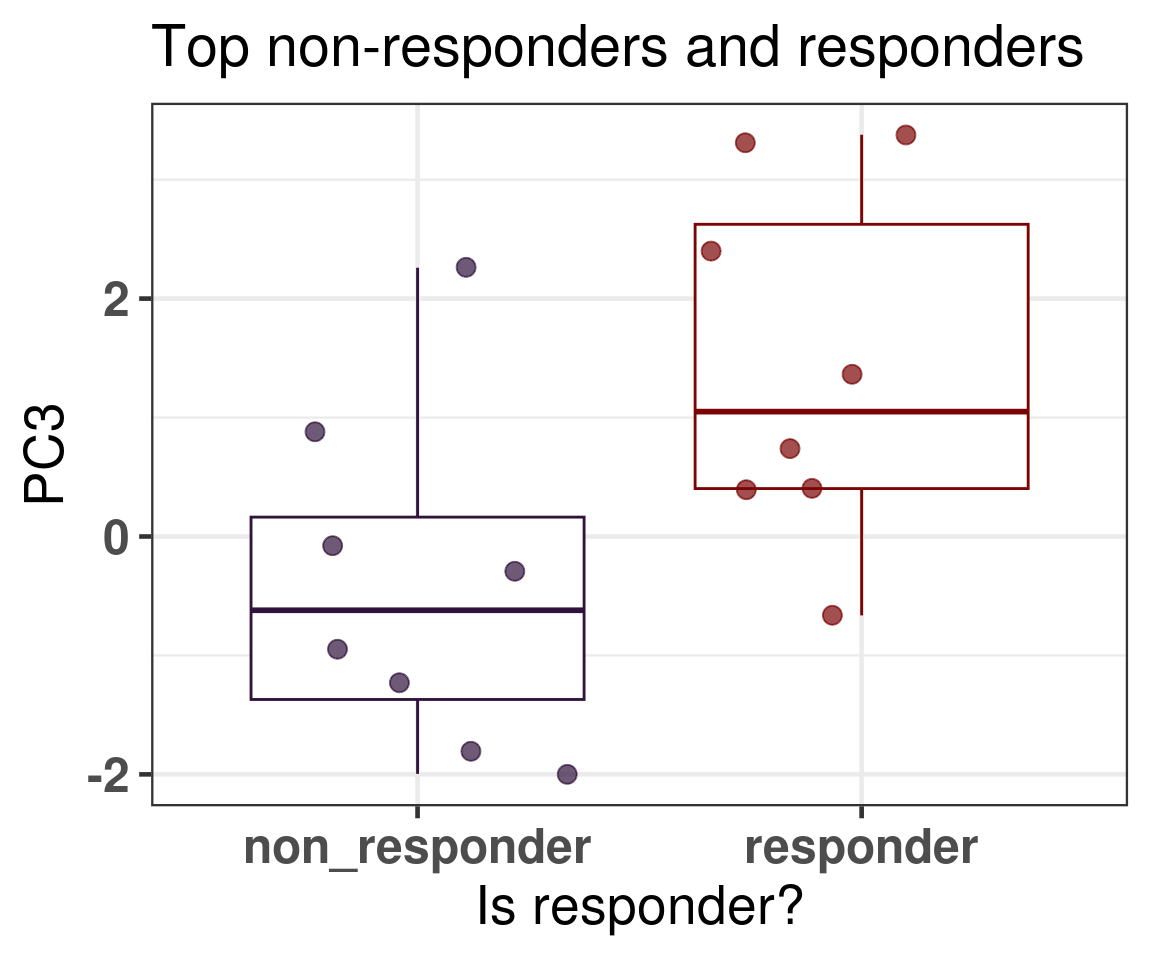 Top non-responders and responders
PC3
2
0
-2
non_responder responder
Is responder?